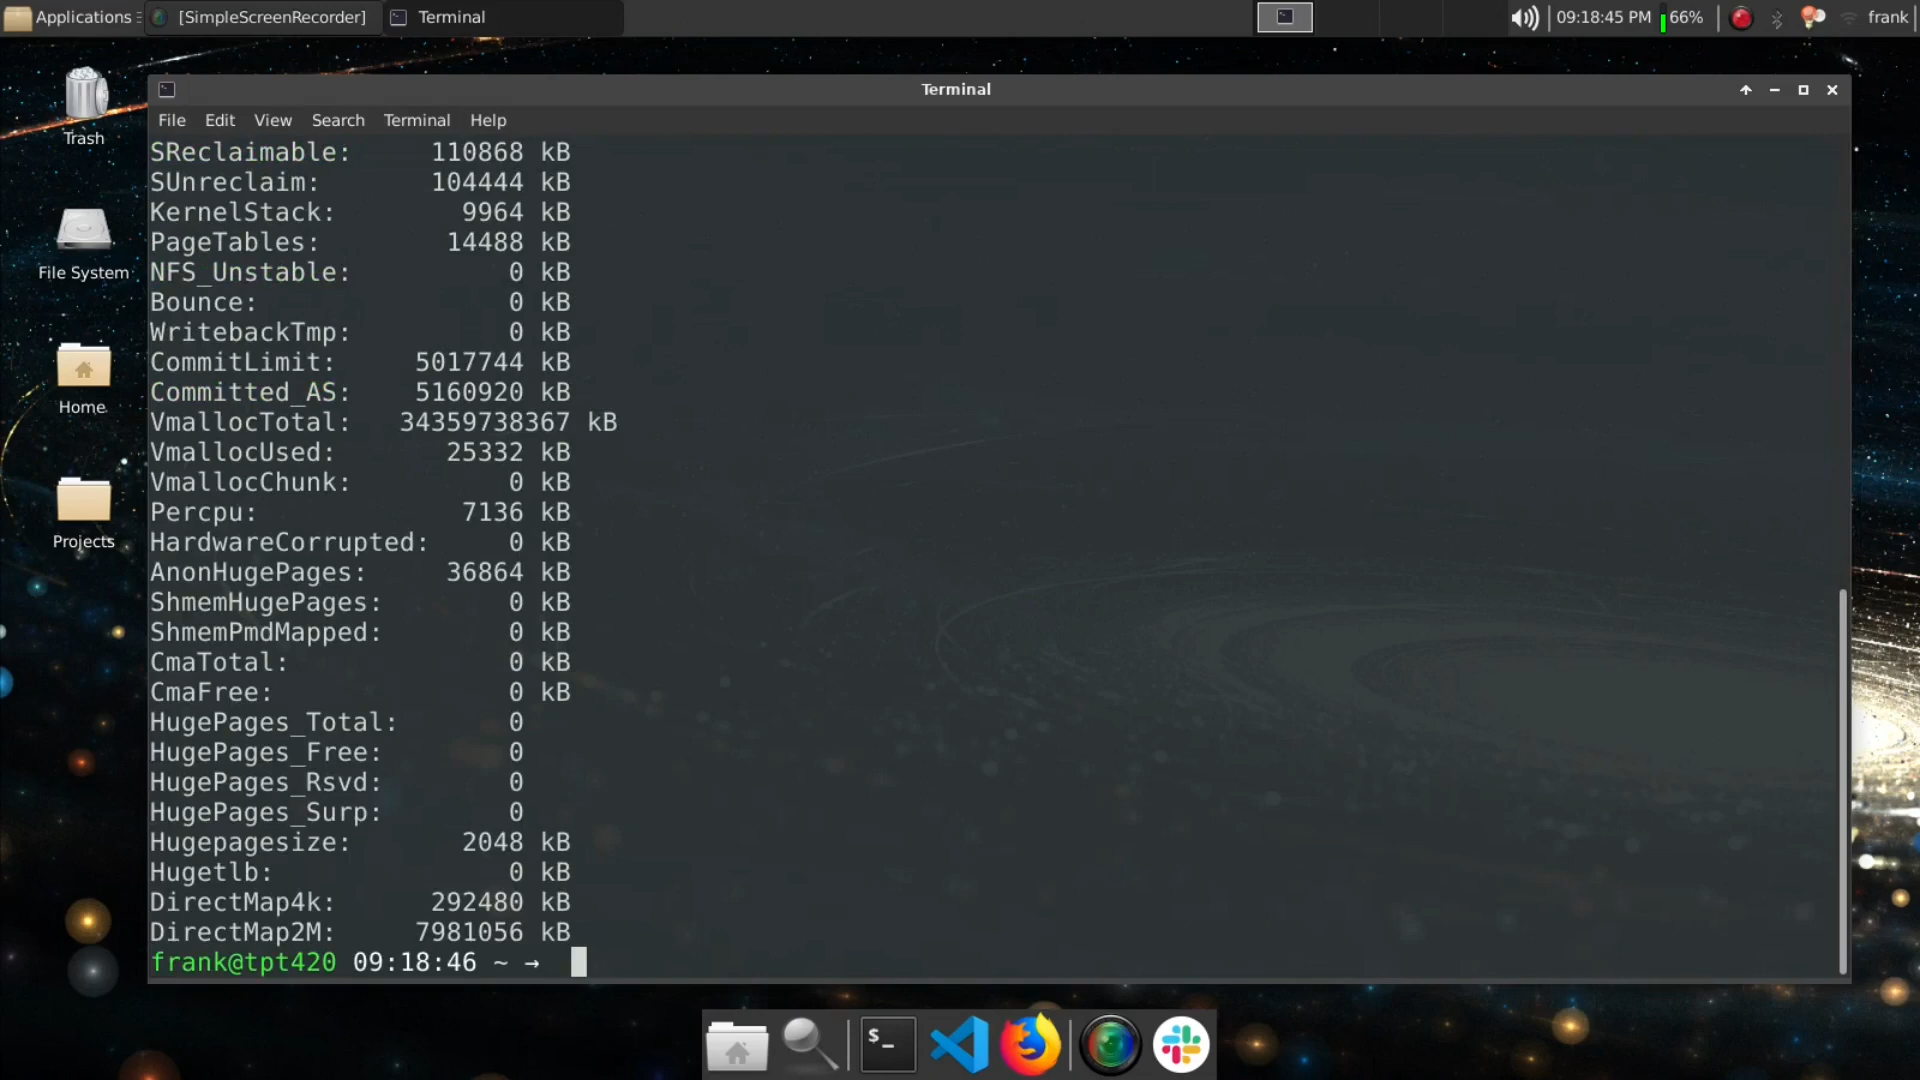 Applications
[SimpleScreenRecorder]
Terminal
09:18:45 PM
66%
frank
Trash
File System
Home
Projects
Terminal
File Edit View Search Terminal Help
SReclaimable: 110868 kB
SUnreclaim: 104444 kB
KernelStack: 9964 kB
PageTables: 14488 kB
NFS_Unstable: 0 kB
Bounce: 0 kB
WritebackTmp: 0 kB
CommitLimit: 5017744 kB
Committed_AS: 5160920 kB
VmallocTotal: 34359738367 kB
VmallocUsed: 25332 kB
VmallocChunk: 0 kB
Percpu: 7136 kB
HardwareCorrupted: 0 kB
AnonHugePages: 36864 kB
ShmemHugePages: 0 kB
ShmemPmdMapped: 0 kB
CmaTotal: 0 kB
CmaFree: 0 kB
HugePages_Total: 0
HugePages_Free: 0
HugePages_Rsvd: 0
HugePages_Surp: 0
Hugepagesize: 2048 kB
Hugetlb: 0 kB
DirectMap4k: 292480 kB
DirectMap2M: 7981056 kB
frank@tpt420 09:18:46 ~ →
$_